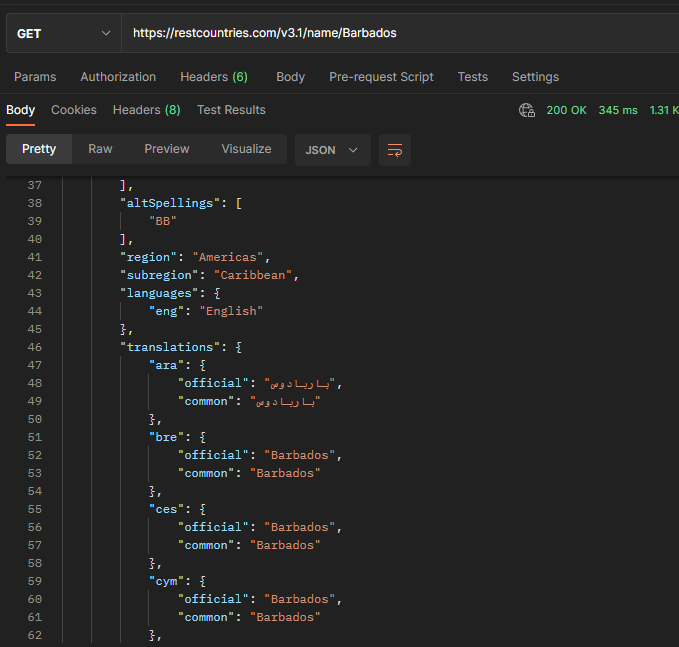 GET https://restcountries.com/v3.1/name/Barbados
Params Authorization Headers (6) Body Pre-request Script Tests Settings
Body Cookies Headers (8) Test Results 200 OK 345 ms 1.31 K
Pretty Raw Preview Visualize JSON
37 ],
38 "altSpellings": [
39 "BB"
40 ],
41 "region": "Americas",
42 "subregion": "Caribbean",
43 "languages": {
44 "eng": "English"
45 },
46 "translations": {
47 "ara": {
48 "official": "باربادوس",
49 "common": "باربادوس"
50 },
51 "bre": {
52 "official": "Barbados",
53 "common": "Barbados"
54 },
55 "ces": {
56 "official": "Barbados",
57 "common": "Barbados"
58 },
59 "cym": {
60 "official": "Barbados",
61 "common": "Barbados"
62 },